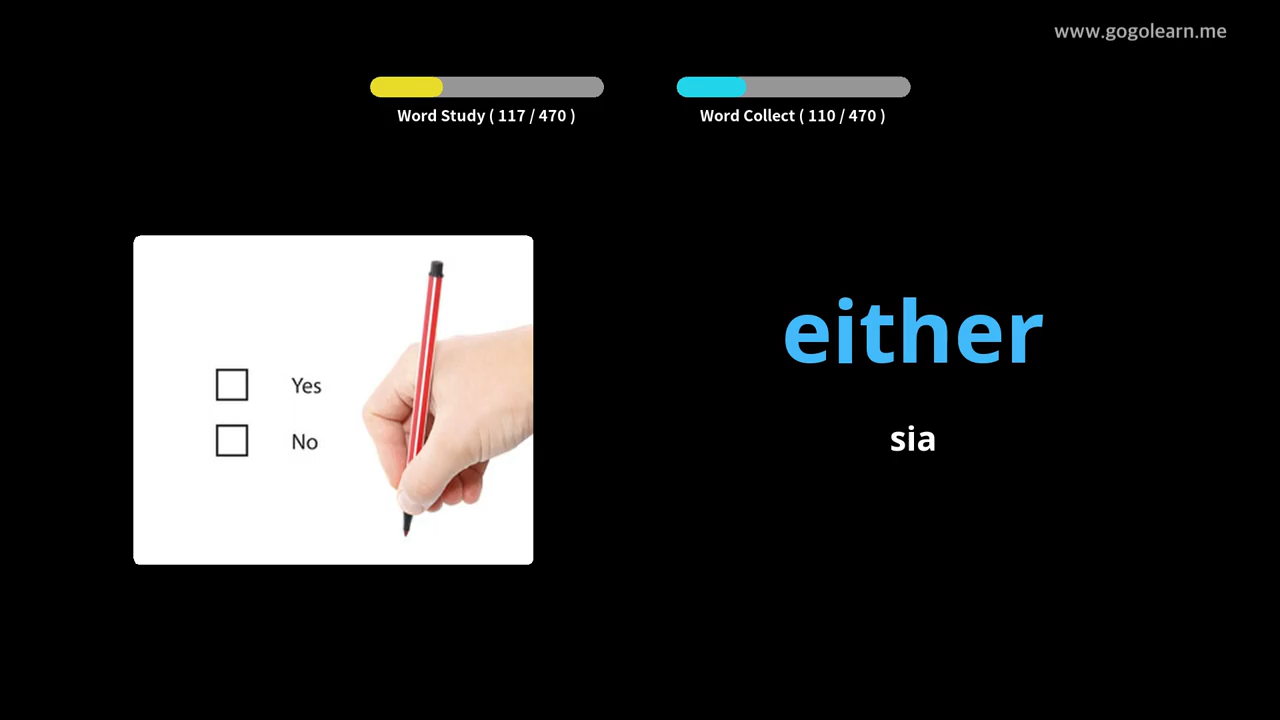 www.gogolearn.me
Word Study ( 117 / 470 )
Word Collect ( 110 / 470 )
Yes
No
either
sia